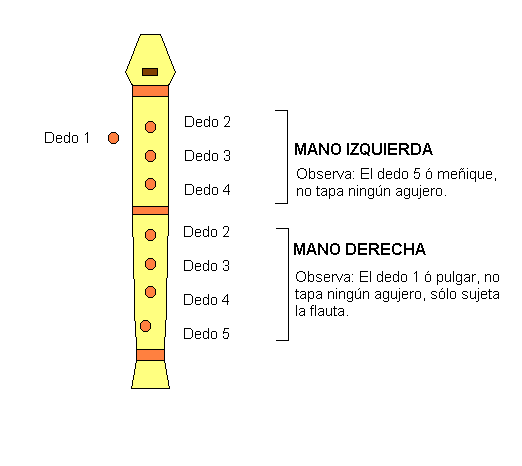 Dedo 1
Dedo 2
Dedo 3
Dedo 4
MANO IZQUIERDA
Observa: El dedo 5 ó meñique,
no tapa ningún agujero.
Dedo 2
Dedo 3
Dedo 4
Dedo 5
MANO DERECHA
Observa: El dedo 1 ó pulgar, no
tapa ningún agujero, sólo sujeta
la flauta.